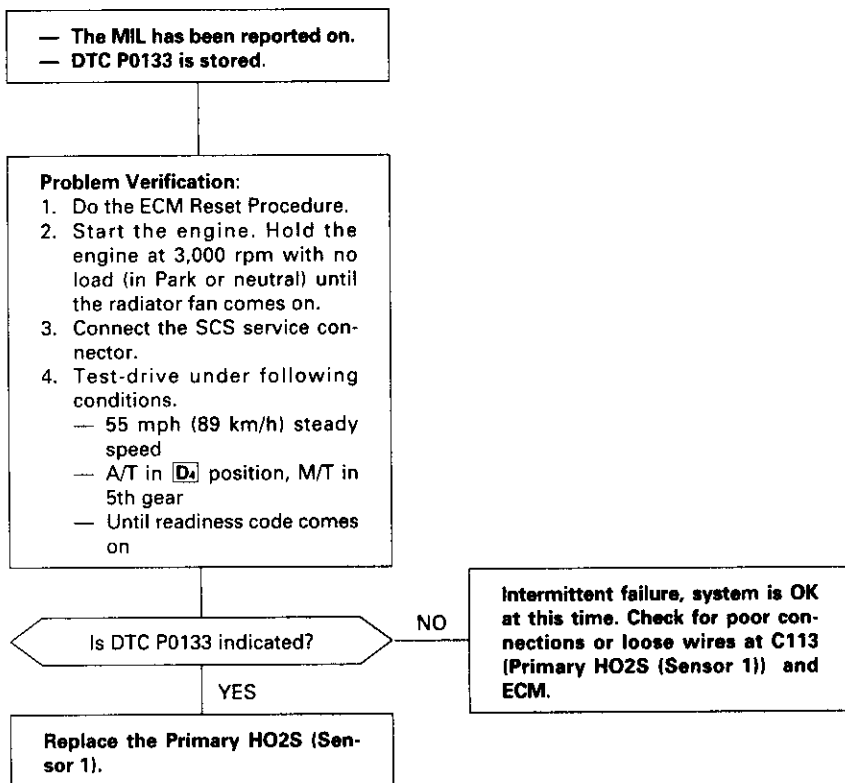 — The MIL has been reported on.
— DTC P0133 is stored.
Problem Verification:
1. Do the ECM Reset Procedure.
2. Start the engine. Hold the
engine at 3,000 rpm with no
load (in Park or neutral) until
the radiator fan comes on.
3. Connect the SCS service con-
nector.
4. Test-drive under following
conditions.
— 55 mph (89 km/h) steady
speed
— A/T in D4 position, M/T in
5th gear
— Until readiness code comes
on
Is DTC P0133 indicated?
NO
Intermittent failure, system is OK
at this time. Check for poor con-
nections or loose wires at C113
(Primary HO2S (Sensor 1)) and
ECM.
YES
Replace the Primary HO2S (Sen-
sor 1).